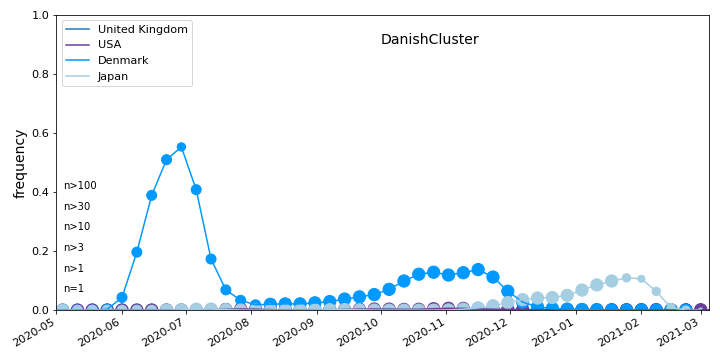 DanishCluster
United Kingdom
USA
Denmark
Japan
frequency
1.0
0.8
0.6
0.4
0.2
0.0
n>100
n>30
n>10
n>3
n>1
n=1
2020-05
2020-06
2020-07
2020-08
2020-09
2020-10
2020-11
2020-12
2021-01
2021-02
2021-03